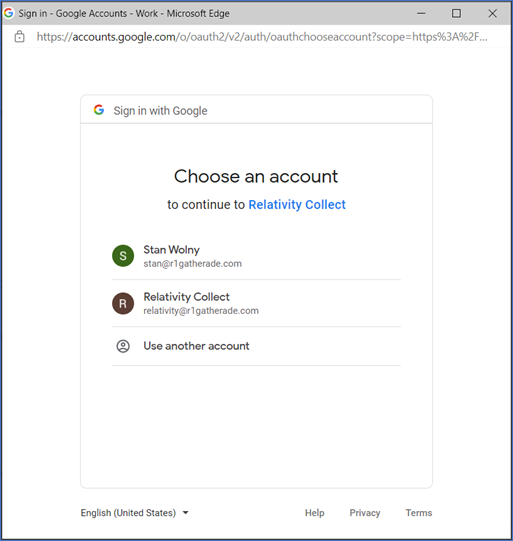 Sign in - Google Accounts - Work - Microsoft Edge
https://accounts.google.com/o/oauth2/v2/auth/oauthchooseaccount?scope=https%3A%2F...
Sign in with Google
Choose an account
to continue to Relativity Collect
S
Stan Wolny
stan@r1gatherade.com
R
Relativity Collect
relativity@r1gatherade.com
Use another account
English (United States)
Help Privacy Terms